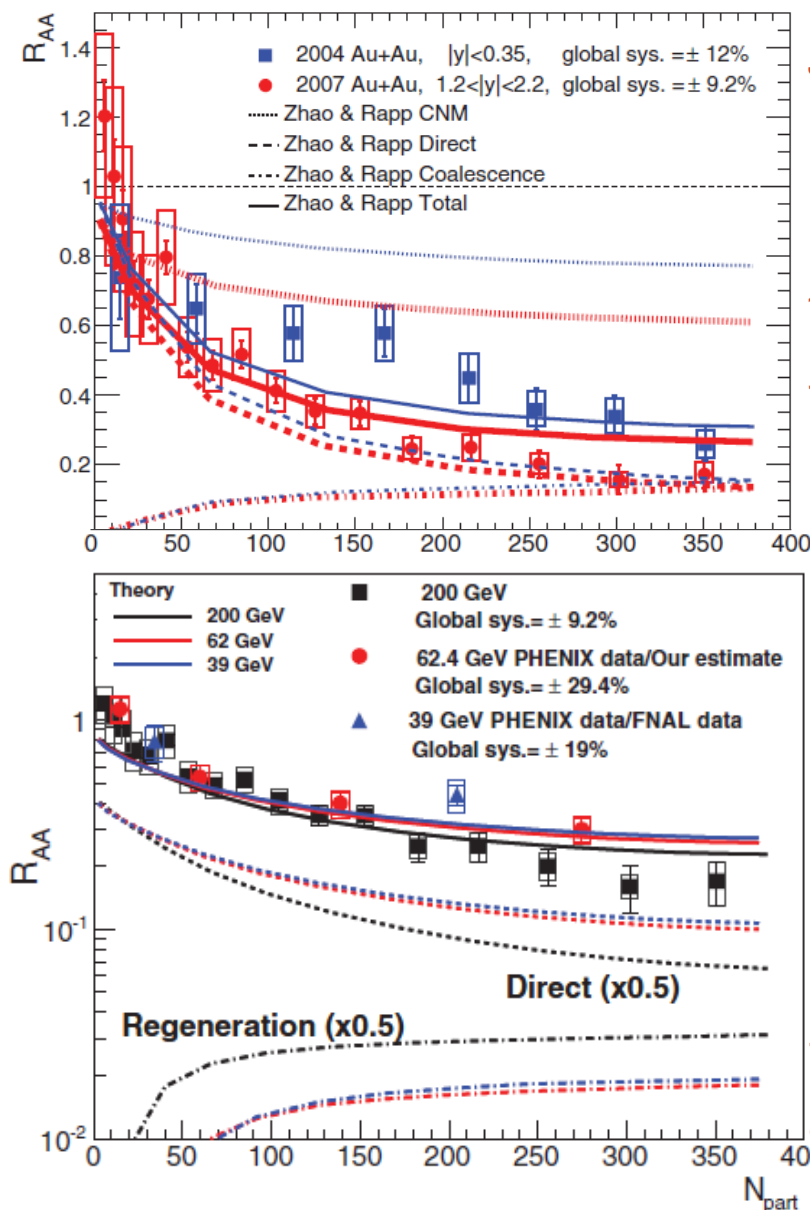 R_AA
1.4
1.2
1
0.8
0.6
0.4
0.2
2004 Au+Au, |y|<0.35, global sys.= ± 12%
2007 Au+Au, 1.2<|y|<2.2, global sys.= ± 9.2%
Zhao & Rapp CNM
Zhao & Rapp Direct
Zhao & Rapp Coalescence
Zhao & Rapp Total
0 50 100 150 200 250 300 350 400
Theory
200 GeV
62 GeV
39 GeV
200 GeV
Global sys.= ± 9.2%
62.4 GeV PHENIX data/Our estimate
Global sys.= ± 29.4%
39 GeV PHENIX data/FNAL data
Global sys.= ± 19%
R_AA
1
10^-1
10^-2
Direct (x0.5)
Regeneration (x0.5)
0 50 100 150 200 250 300 350 400
N_part